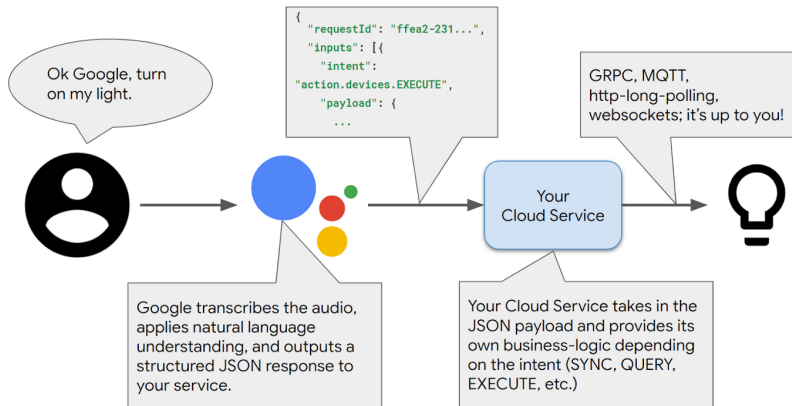 Ok Google, turn
on my light.
{
"requestId": "ffea2-231...",
"inputs": [{
"intent":
"action.devices.EXECUTE",
"payload": {
...
GRPC, MQTT,
http-long-polling,
websockets; it's up to you!
Your
Cloud Service
Google transcribes the audio,
applies natural language
understanding, and outputs a
structured JSON response to
your service.
Your Cloud Service takes in the
JSON payload and provides its
own business-logic depending
on the intent (SYNC, QUERY,
EXECUTE, etc.)